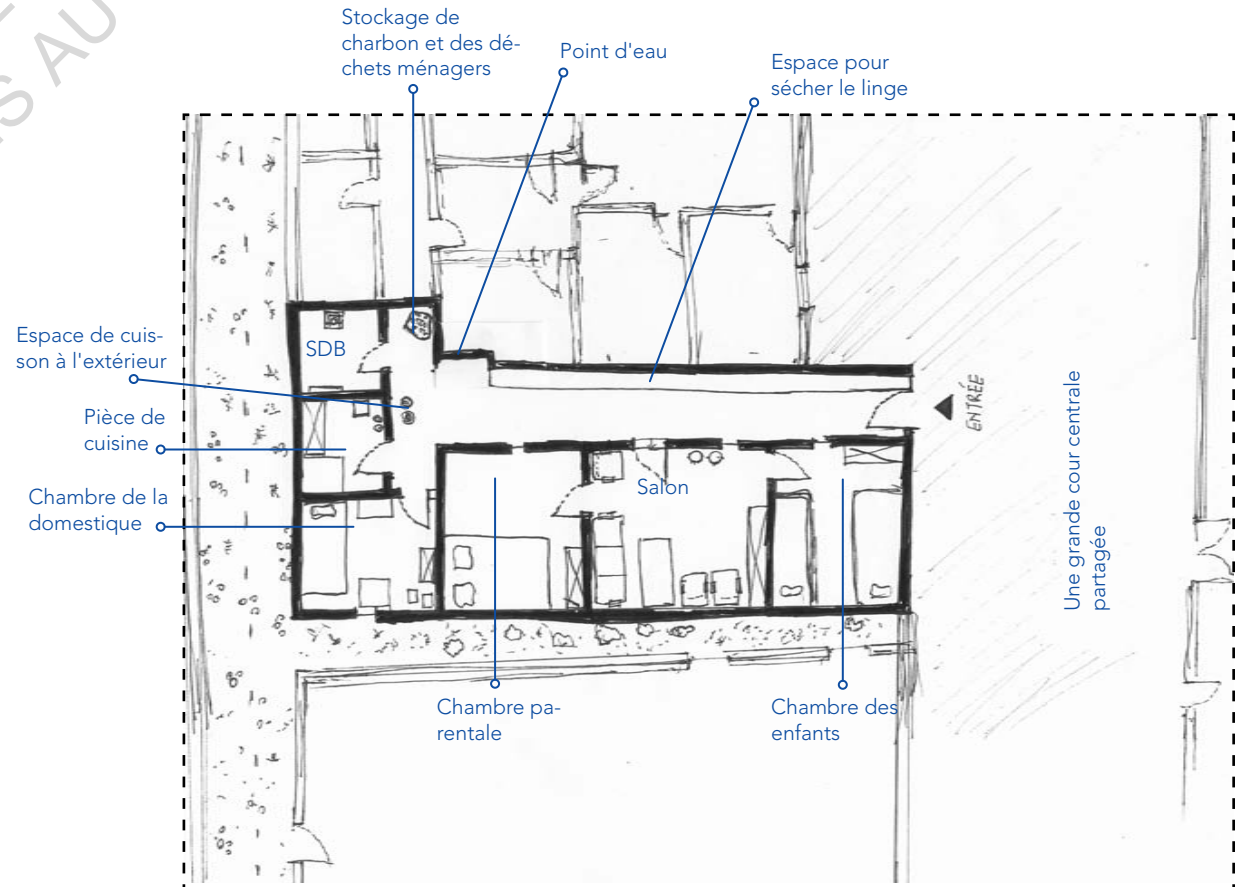 S AU
Stockage de
charbon et des dé-
chets ménagers
Point d'eau
Espace pour
sécher le linge
Espace de cuis-
son à l'extérieur
SDB
Pièce de
cuisine
Chambre de la
domestique
Salon
ENTRÉE
Une grande cour centrale
partagée
Chambre pa-
rentale
Chambre des
enfants